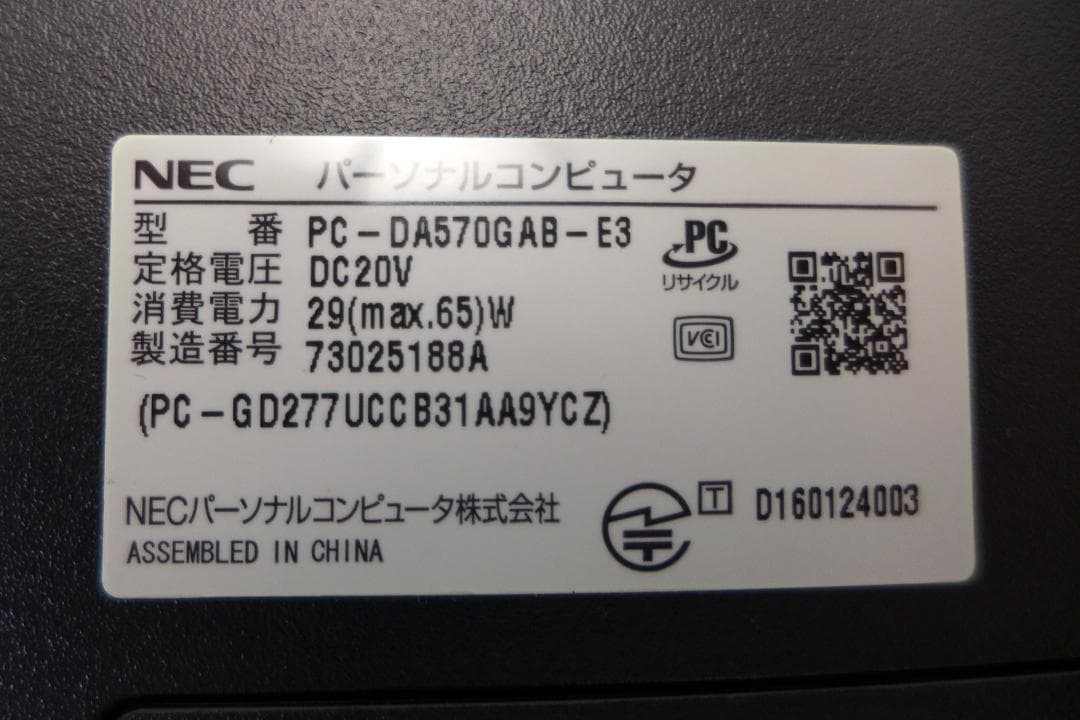 NEC パーソナルコンピュータ
型番 PC-DA570GAB-E3
定格電圧 DC20V
消費電力 29(max.65)W
製造番号 73025188A
(PC-GD277UCCB31AA9YCZ)
PC
リサイクル
VCI
NECパーソナルコンピュータ株式会社
ASSEMBLED IN CHINA
T D160124003